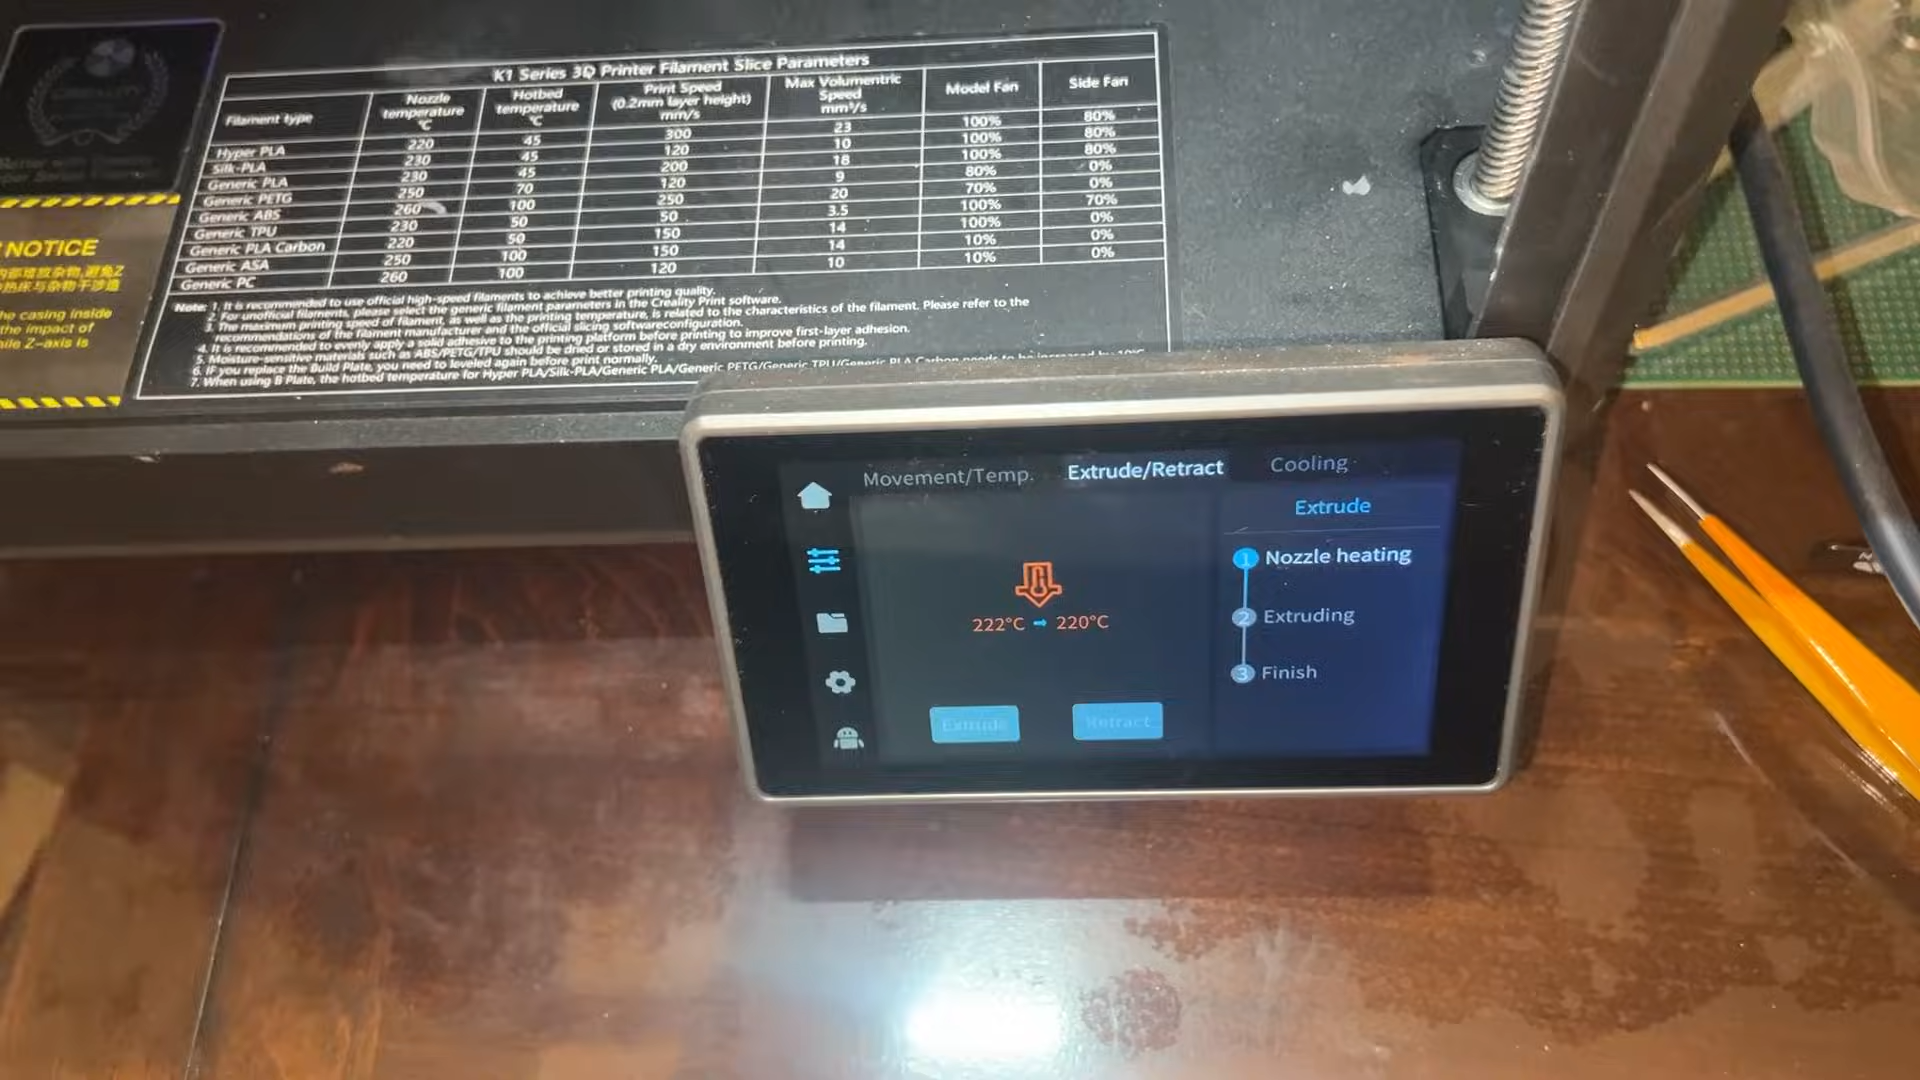 K1 Series 3D Printer Filament Slice Parameters
Filament type Nozzle temperature ℃ Hotbed temperature ℃ Print Speed (0.2mm layer height) mm/s Max Volumentric Speed mm³/s Model Fan Side Fan
Hyper PLA 220 45 300 23 100% 80%
Silk-PLA 230 45 120 10 100% 80%
Generic PLA 230 45 200 18 100% 80%
Generic PETG 250 70 120 9 80% 0%
Generic ABS 260 100 250 20 70% 0%
Generic TPU 230 50 50 3.5 100% 70%
Generic PLA Carbon 220 50 150 14 100% 0%
Generic ASA 250 100 150 14 10% 0%
Generic PC 260 100 120 10 10% 0%
Note: 1. It is recommended to use official high-speed filaments to achieve better printing quality.
2. For unofficial filaments, please select the generic filament parameters in the Creality Print software.
3. The maximum printing speed of filament, as well as the printing temperature, is related to the characteristics of the filament. Please refer to the
recommendations of the filament manufacturer and the official slicing softwareconfiguration.
4. It is recommended to evenly apply a solid adhesive to the printing platform before printing to improve first-layer adhesion.
5. Moisture-sensitive materials such as ABS/PETG/TPU should be dried or stored in a dry environment before printing.
6. IF you replace the Build Plate, you need to leveled again before print normally.
7. When using B Plate, the hotbed temperature for Hyper PLA/Silk-PLA/Generic PLA/Generic PETG/Generic TPU/Generic PLA Carbon needs to be increased by 10℃
NOTICE
he casing inside
the impact of
hile Z-axis is
Movement/Temp. Extrude/Retract Cooling
Extrude
1 Nozzle heating
222°C 220°C
2 Extruding
3 Finish
Extrude Retract